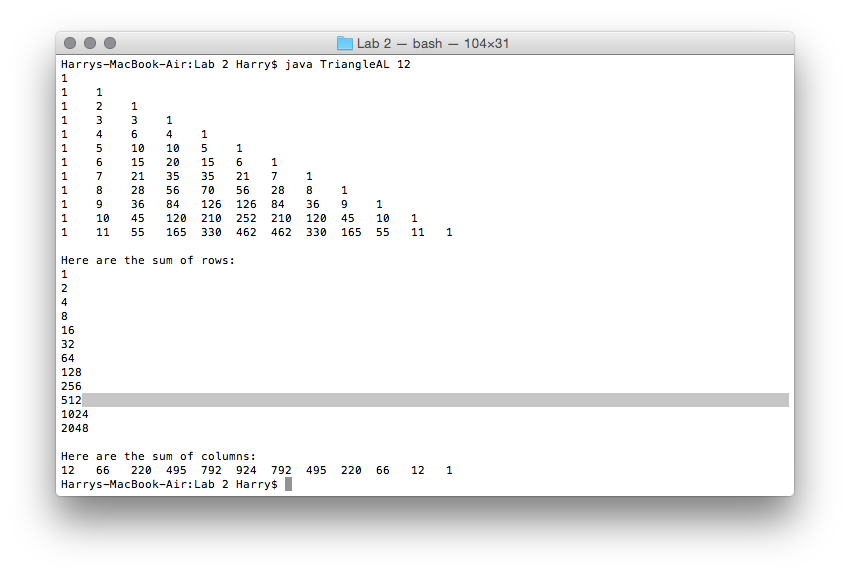 Lab 2 — bash — 104×31
Harrys-MacBook-Air:Lab 2 Harry$ java TriangleAL 12
1
1 1
1 2 1
1 3 3 1
1 4 6 4 1
1 5 10 10 5 1
1 6 15 20 15 6 1
1 7 21 35 35 21 7 1
1 8 28 56 70 56 28 8 1
1 9 36 84 126 126 84 36 9 1
1 10 45 120 210 252 210 120 45 10 1
1 11 55 165 330 462 462 330 165 55 11 1
Here are the sum of rows:
1
2
4
8
16
32
64
128
256
512
1024
2048
Here are the sum of columns:
12 66 220 495 792 924 792 495 220 66 12 1
Harrys-MacBook-Air:Lab 2 Harry$